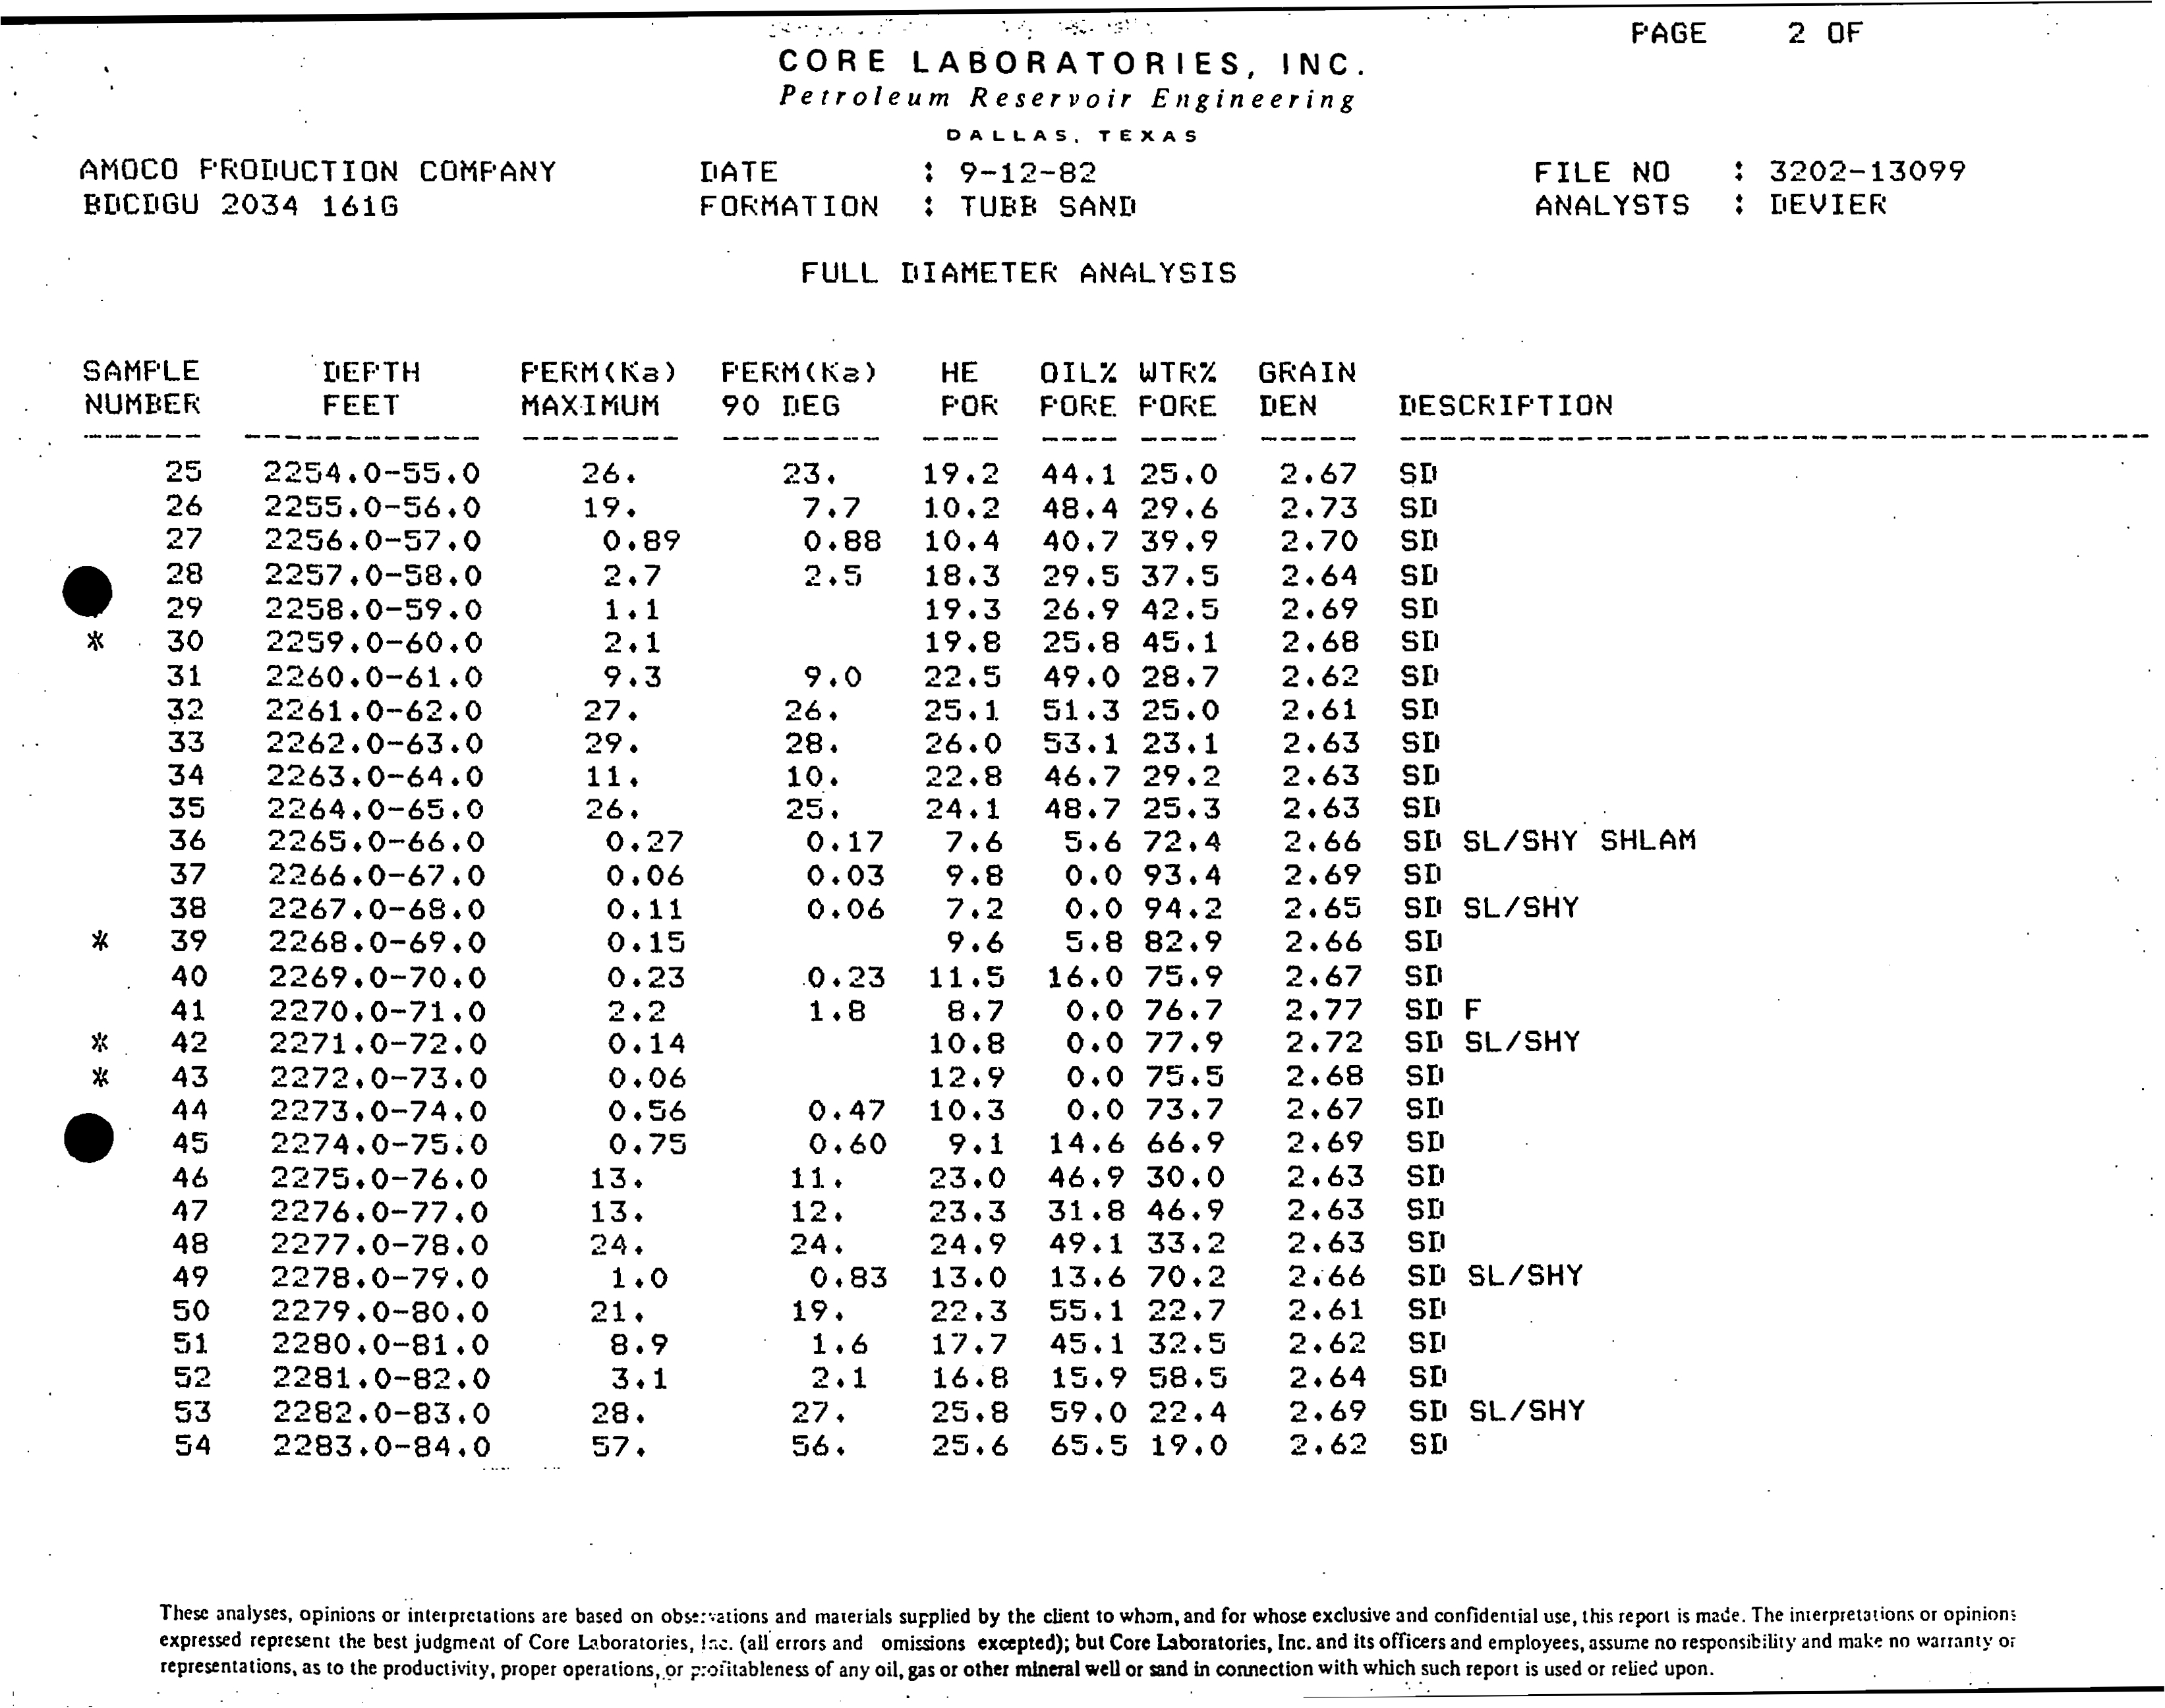 PAGE 2 OF
CORE LABORATORIES, INC.
Petroleum Reservoir Engineering
DALLAS, TEXAS
AMOCO PRODUCTION COMPANY DATE : 9-12-82 FILE NO : 3202-13099
BDCDGU 2034 161G FORMATION : TUBB SAND ANALYSTS : DEVIER
FULL DIAMETER ANALYSIS
SAMPLE DEPTH PERM(Ka) PERM(Ka) HE OIL% WTR% GRAIN
NUMBER FEET MAXIMUM 90 DEG POR PORE PORE DEN DESCRIPTION
25 2254.0-55.0 26. 23. 19.2 44.1 25.0 2.67 SD
26 2255.0-56.0 19. 7.7 10.2 48.4 29.6 2.73 SD
27 2256.0-57.0 0.89 0.88 10.4 40.7 39.9 2.70 SD
28 2257.0-58.0 2.7 2.5 18.3 29.5 37.5 2.64 SD
29 2258.0-59.0 1.1 19.3 26.9 42.5 2.69 SD
* 30 2259.0-60.0 2.1 19.8 25.8 45.1 2.68 SD
31 2260.0-61.0 9.3 9.0 22.5 49.0 28.7 2.62 SD
32 2261.0-62.0 27. 26. 25.1 51.3 25.0 2.61 SD
33 2262.0-63.0 29. 28. 26.0 53.1 23.1 2.63 SD
34 2263.0-64.0 11. 10. 22.8 46.7 29.2 2.63 SD
35 2264.0-65.0 26. 25. 24.1 48.7 25.3 2.63 SD
36 2265.0-66.0 0.27 0.17 7.6 5.6 72.4 2.66 SD SL/SHY SHLAM
37 2266.0-67.0 0.06 0.03 9.8 0.0 93.4 2.69 SD
38 2267.0-68.0 0.11 0.06 7.2 0.0 94.2 2.65 SD SL/SHY
* 39 2268.0-69.0 0.15 9.6 5.8 82.9 2.66 SD
40 2269.0-70.0 0.23 0.23 11.5 16.0 75.9 2.67 SD
41 2270.0-71.0 2.2 1.8 8.7 0.0 76.7 2.77 SD F
* 42 2271.0-72.0 0.14 10.8 0.0 77.9 2.72 SD SL/SHY
* 43 2272.0-73.0 0.06 12.9 0.0 75.5 2.68 SD
44 2273.0-74.0 0.56 0.47 10.3 0.0 73.7 2.67 SD
45 2274.0-75.0 0.75 0.60 9.1 14.6 66.9 2.69 SD
46 2275.0-76.0 13. 11. 23.0 46.9 30.0 2.63 SD
47 2276.0-77.0 13. 12. 23.3 31.8 46.9 2.63 SD
48 2277.0-78.0 24. 24. 24.9 49.1 33.2 2.63 SD
49 2278.0-79.0 1.0 0.83 13.0 13.6 70.2 2.66 SD SL/SHY
50 2279.0-80.0 21. 19. 22.3 55.1 22.7 2.61 SD
51 2280.0-81.0 8.9 1.6 17.7 45.1 32.5 2.62 SD
52 2281.0-82.0 3.1 2.1 16.8 15.9 58.5 2.64 SD
53 2282.0-83.0 28. 27. 25.8 59.0 22.4 2.69 SD SL/SHY
54 2283.0-84.0 57. 56. 25.6 65.5 19.0 2.62 SD
These analyses, opinions or interpretations are based on observations and materials supplied by the client to whom, and for whose exclusive and confidential use, this report is made. The interpretations or opinions
expressed represent the best judgment of Core Laboratories, Inc. (all errors and omissions excepted); but Core Laboratories, Inc. and its officers and employees, assume no responsibility and make no warranty or
representations, as to the productivity, proper operations, or profitableness of any oil, gas or other mineral well or sand in connection with which such report is used or relied upon.